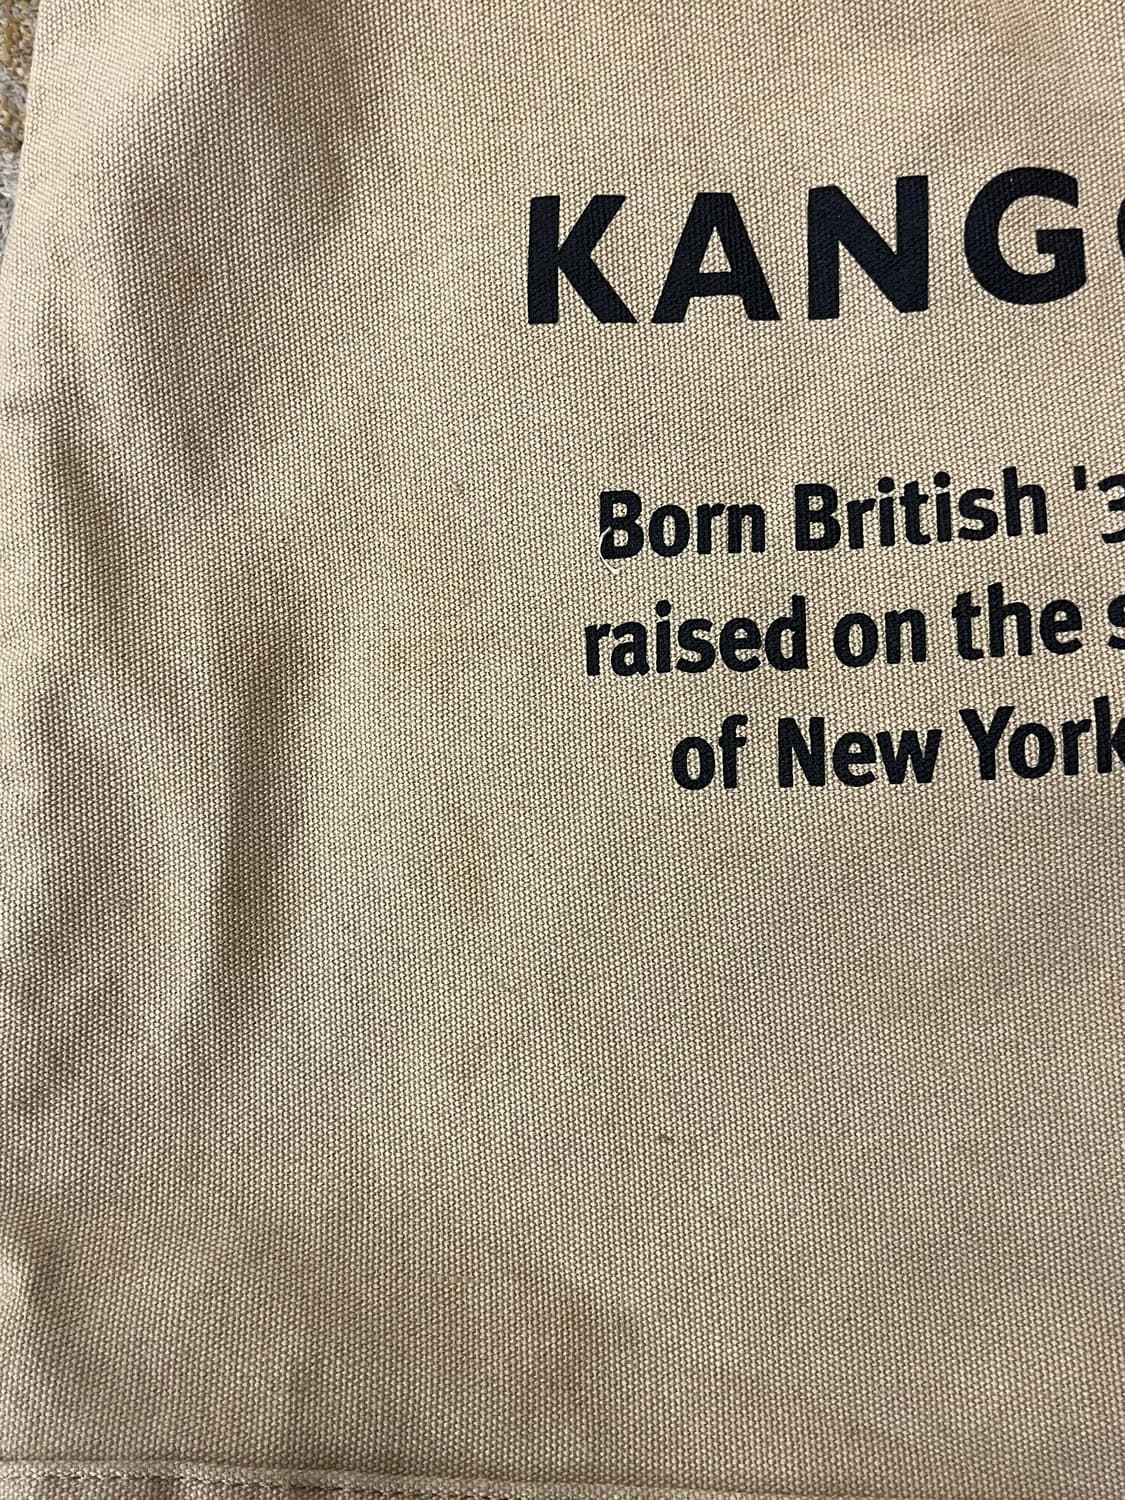 KANG
Born British '3
raised on the s
of New York